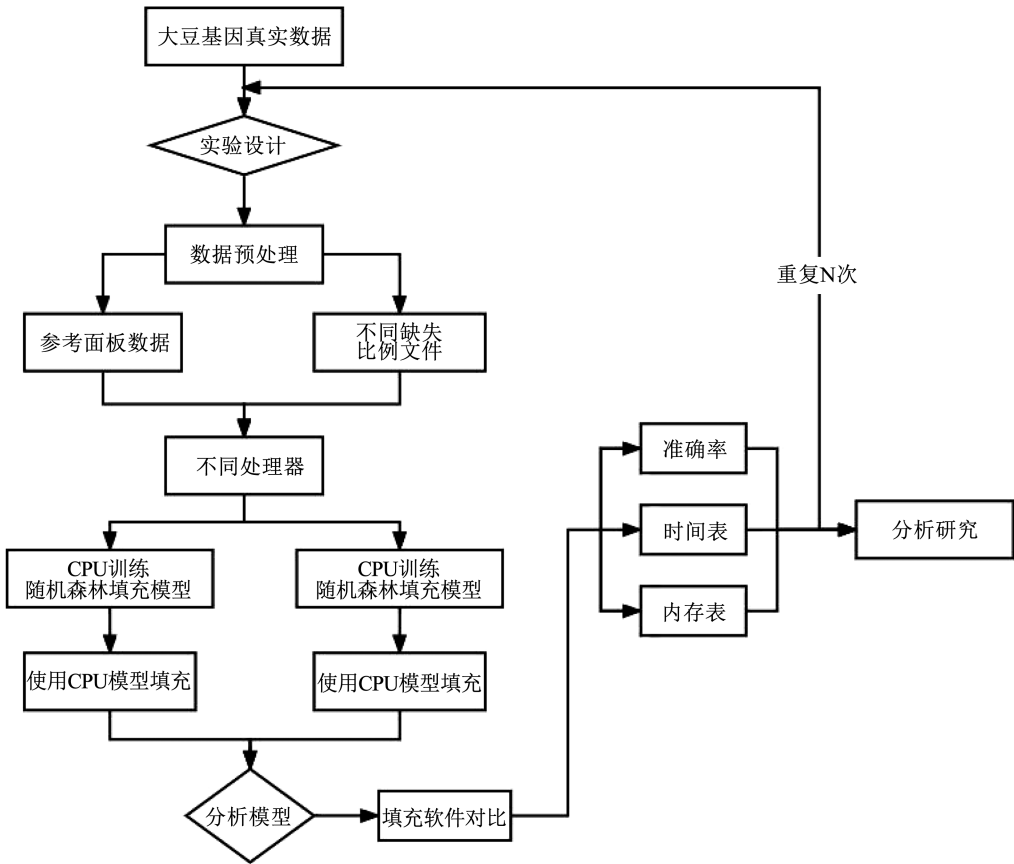 大豆基因真实数据
实验设计
数据预处理
重复N次
参考面板数据
不同缺失
比例文件
不同处理器
准确率
时间表
内存表
分析研究
CPU训练
随机森林填充模型
CPU训练
随机森林填充模型
使用CPU模型填充
使用CPU模型填充
分析模型
填充软件对比